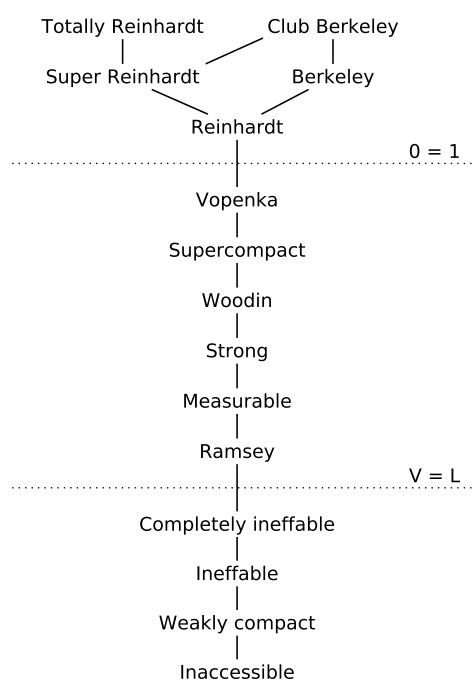 Totally Reinhardt
Club Berkeley
Super Reinhardt
Berkeley
Reinhardt
0 = 1
Vopenka
Supercompact
Woodin
Strong
Measurable
Ramsey
V = L
Completely ineffable
Ineffable
Weakly compact
Inaccessible